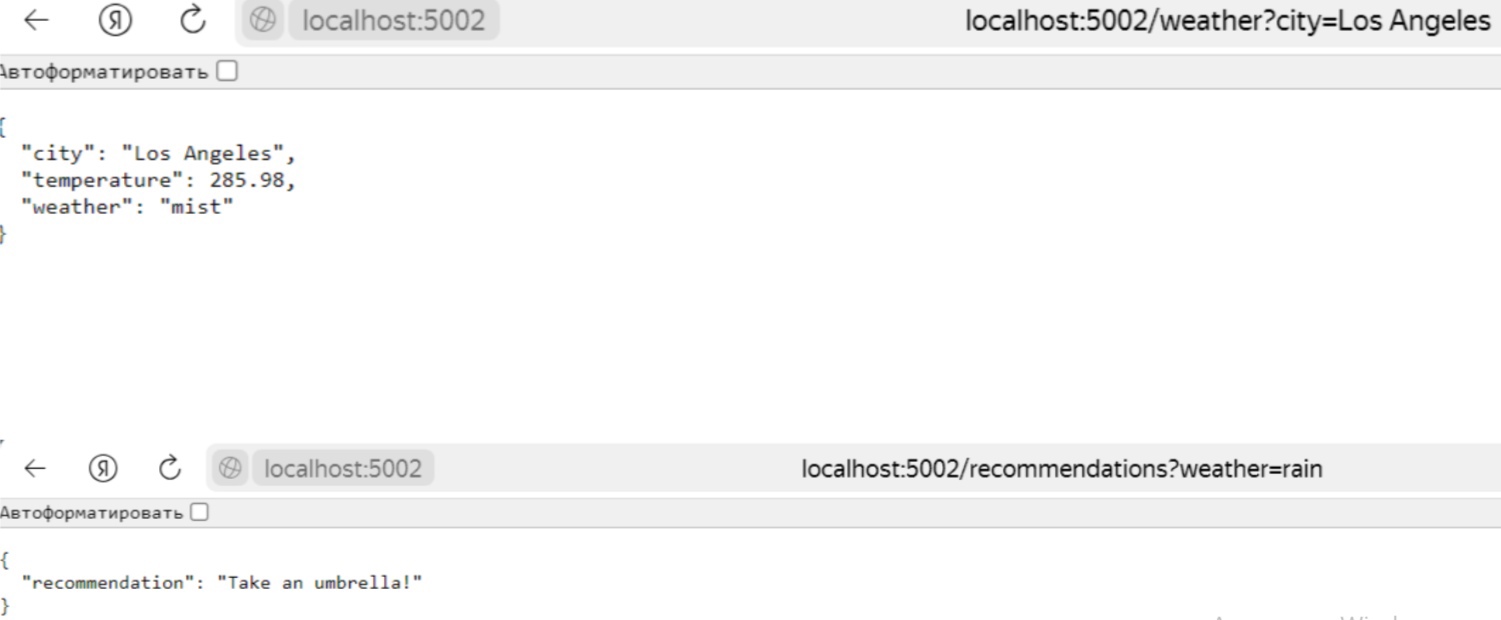 localhost:5002 localhost:5002/weather?city=Los Angeles
Автоформатировать
{
"city": "Los Angeles",
"temperature": 285.98,
"weather": "mist"
}
localhost:5002 localhost:5002/recommendations?weather=rain
Автоформатировать
{
"recommendation": "Take an umbrella!"
}